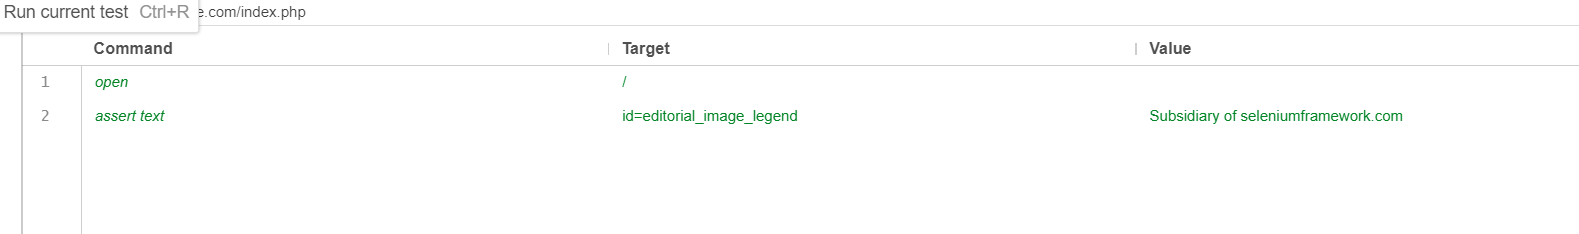 Run current test Ctrl+R e.com/index.php
Command Target Value
1 open /
2 assert text id=editorial_image_legend Subsidiary of seleniumframework.com